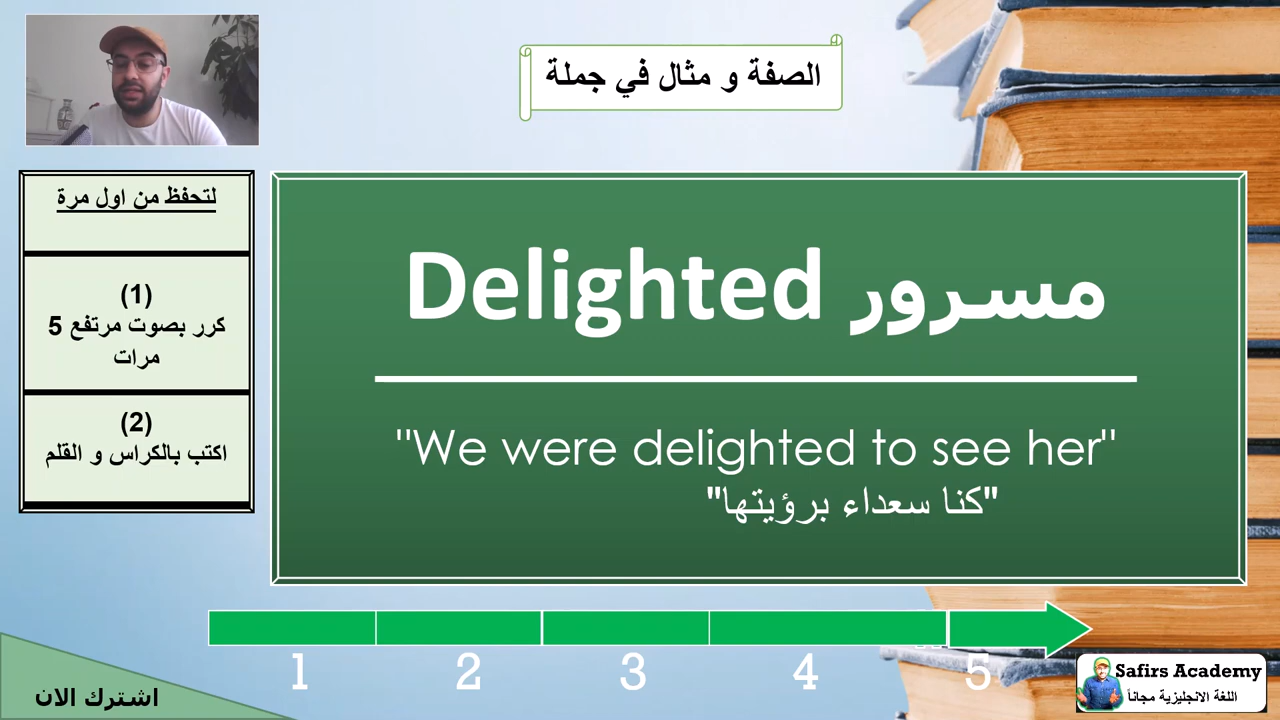 الصفة و مثال في جملة
لتحفظ من اول مرة
(1)
كرر بصوت مرتفع 5
مرات
(2)
اكتب بالكراس و القلم
Delighted مسرور
"We were delighted to see her"
"كنا سعداء برؤيتها"
1 2 3 4 5
اشترك الان
Safirs Academy
اللغة الانجليزية مجاناً